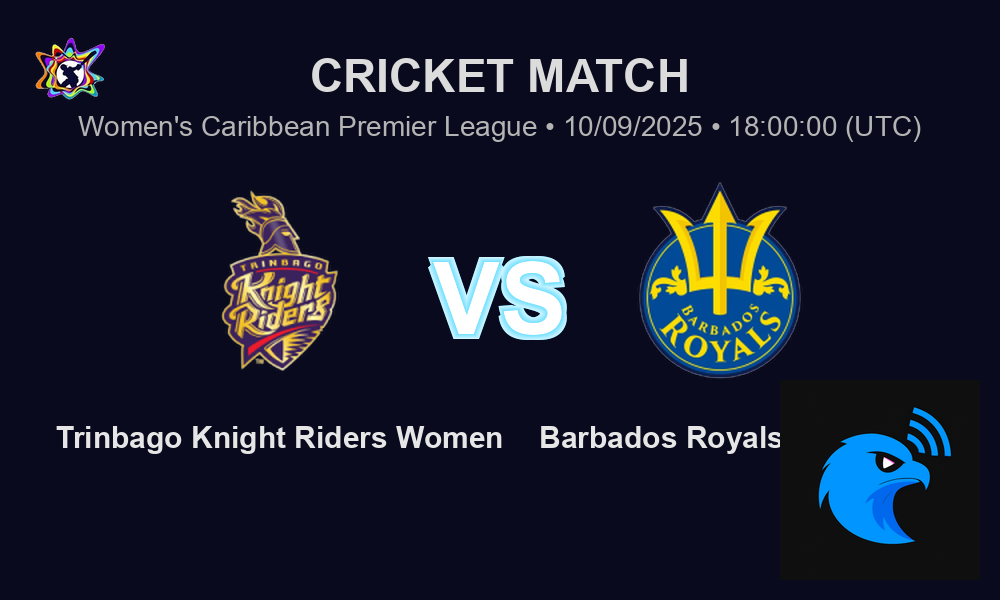 CRICKET MATCH
Women's Caribbean Premier League • 10/09/2025 • 18:00:00 (UTC)
TRINBAGO
Knight
Riders
TM
VS
BARBADOS
ROYALS
Trinbago Knight Riders Women
Barbados Royals